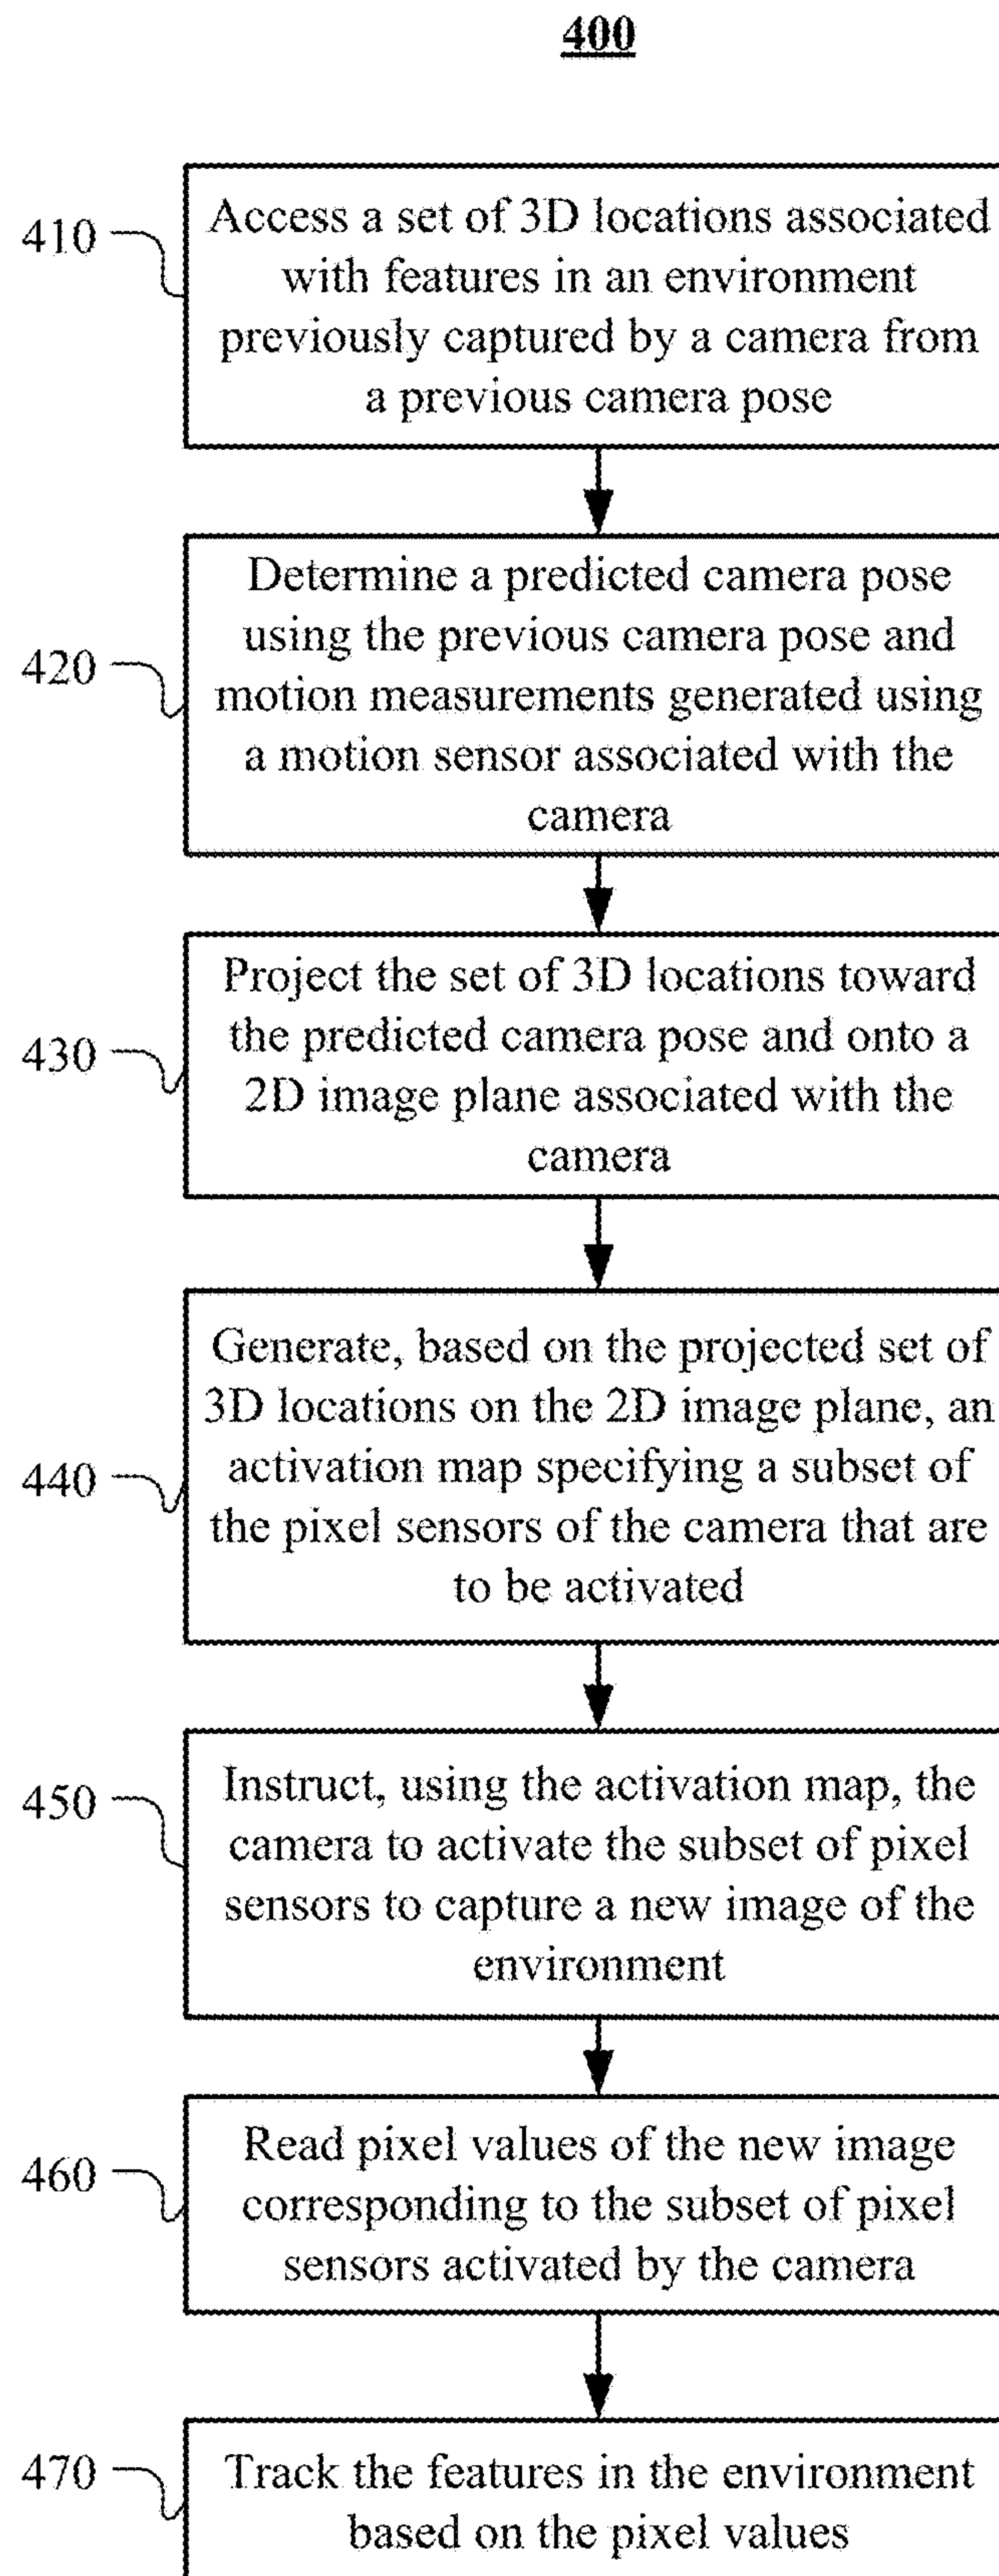 400
410
Access a set of 3D locations associated
with features in an environment
previously captured by a camera from
a previous camera pose
420
Determine a predicted camera pose
using the previous camera pose and
motion measurements generated using
a motion sensor associated with the
camera
430
Project the set of 3D locations toward
the predicted camera pose and onto a
2D image plane associated with the
camera
440
Generate, based on the projected set of
3D locations on the 2D image plane, an
activation map specifying a subset of
the pixel sensors of the camera that are
to be activated
450
Instruct, using the activation map, the
camera to activate the subset of pixel
sensors to capture a new image of the
environment
460
Read pixel values of the new image
corresponding to the subset of pixel
sensors activated by the camera
470
Track the features in the environment
based on the pixel values